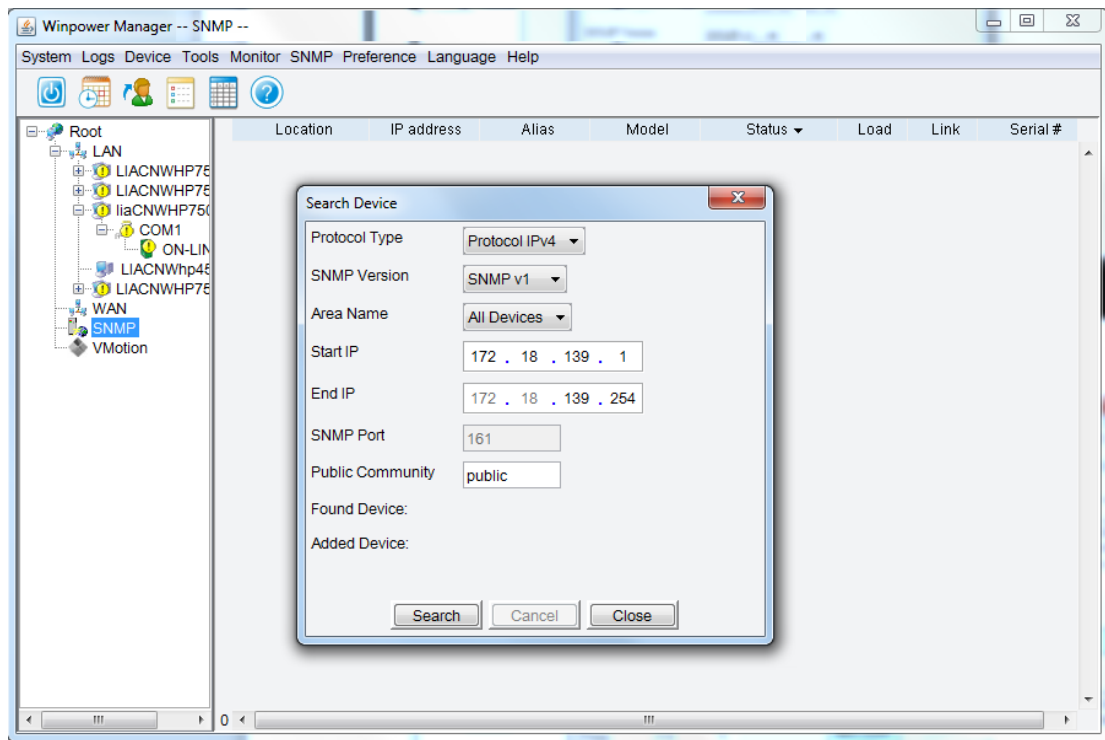 Winpower Manager -- SNMP --
System Logs Device Tools Monitor SNMP Preference Language Help
Root
LAN
LIACNWHP75
LIACNWHP75
liaCNWHP750
COM1
ON-LIN
LIACNWhp45
LIACNWHP75
WAN
SNMP
VMotion
Location IP address Alias Model Status Load Link Serial #
Search Device
Protocol Type Protocol IPv4
SNMP Version SNMP v1
Area Name All Devices
Start IP 172 . 18 . 139 . 1
End IP 172 . 18 . 139 . 254
SNMP Port 161
Public Community public
Found Device:
Added Device:
Search Cancel Close
0